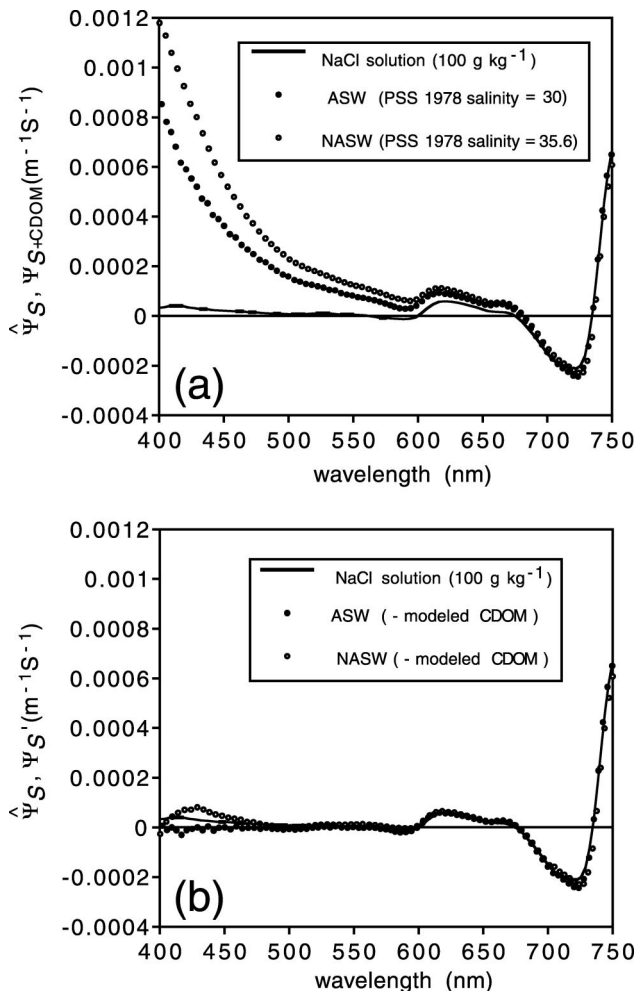 0.0012
0.001
0.0008
0.0006
0.0004
0.0002
0
-0.0002
-0.0004
Ψ̂S, ΨS+CDOM(m-1S-1)
NaCl solution (100 g kg-1)
ASW (PSS 1978 salinity = 30)
NASW (PSS 1978 salinity = 35.6)
(a)
400 450 500 550 600 650 700 750
wavelength (nm)
0.0012
0.001
0.0008
0.0006
0.0004
0.0002
0
-0.0002
-0.0004
Ψ̂S, ΨS'(m-1S-1)
NaCl solution (100 g kg-1)
ASW ( - modeled CDOM )
NASW ( - modeled CDOM )
(b)
400 450 500 550 600 650 700 750
wavelength (nm)